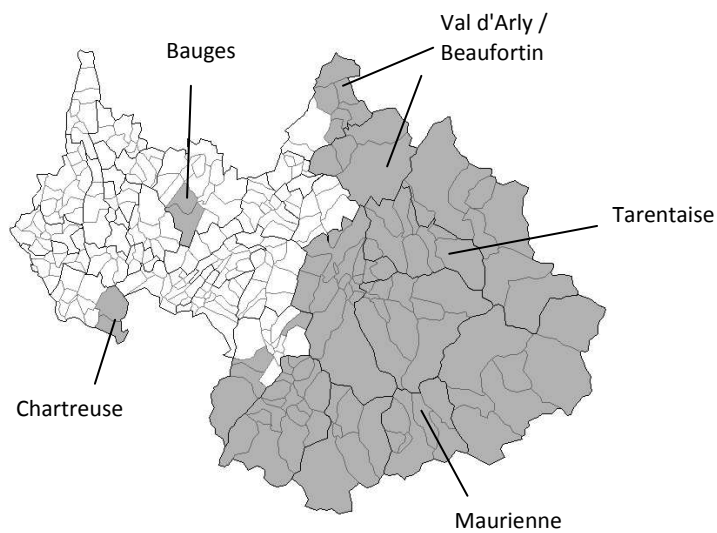 Val d'Arly /
Beaufortin
Bauges
Tarentaise
Chartreuse
Maurienne